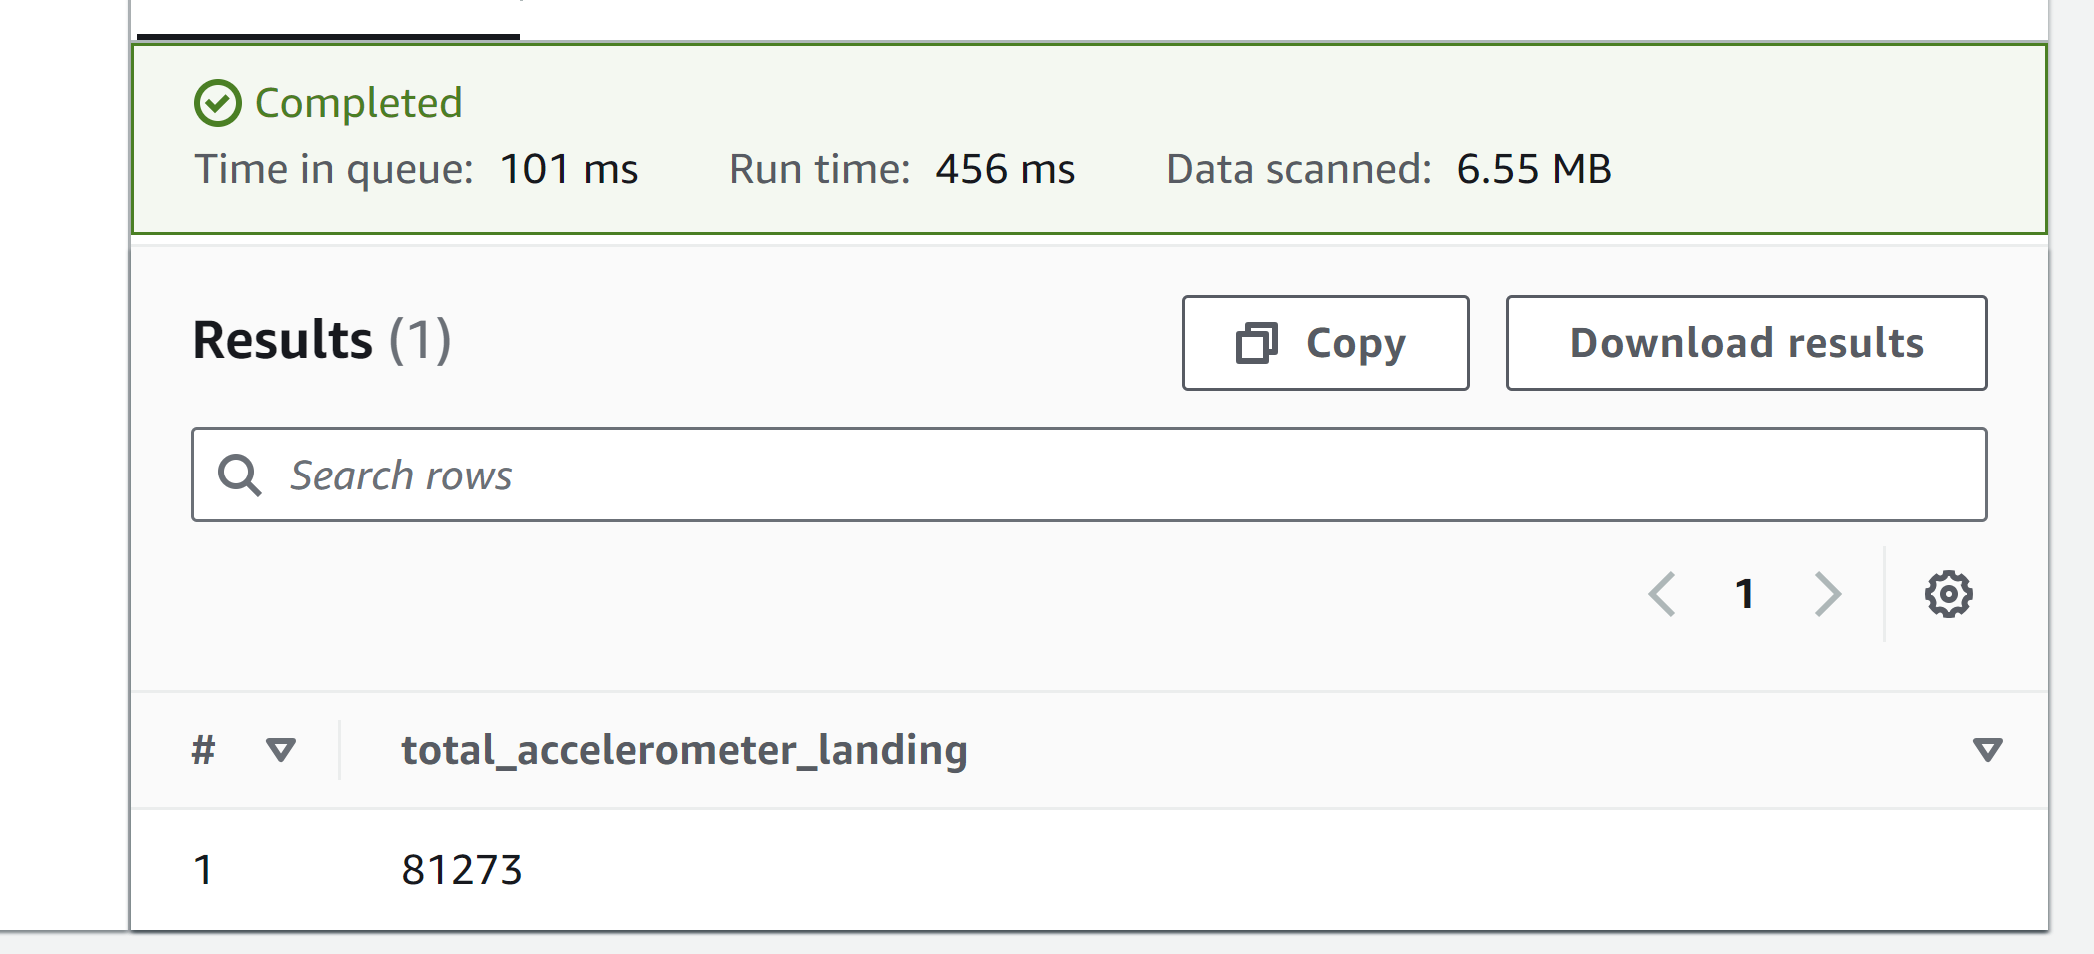 Completed
Time in queue: 101 ms Run time: 456 ms Data scanned: 6.55 MB
Results (1) Copy Download results
Search rows
1
# total_accelerometer_landing
1 81273